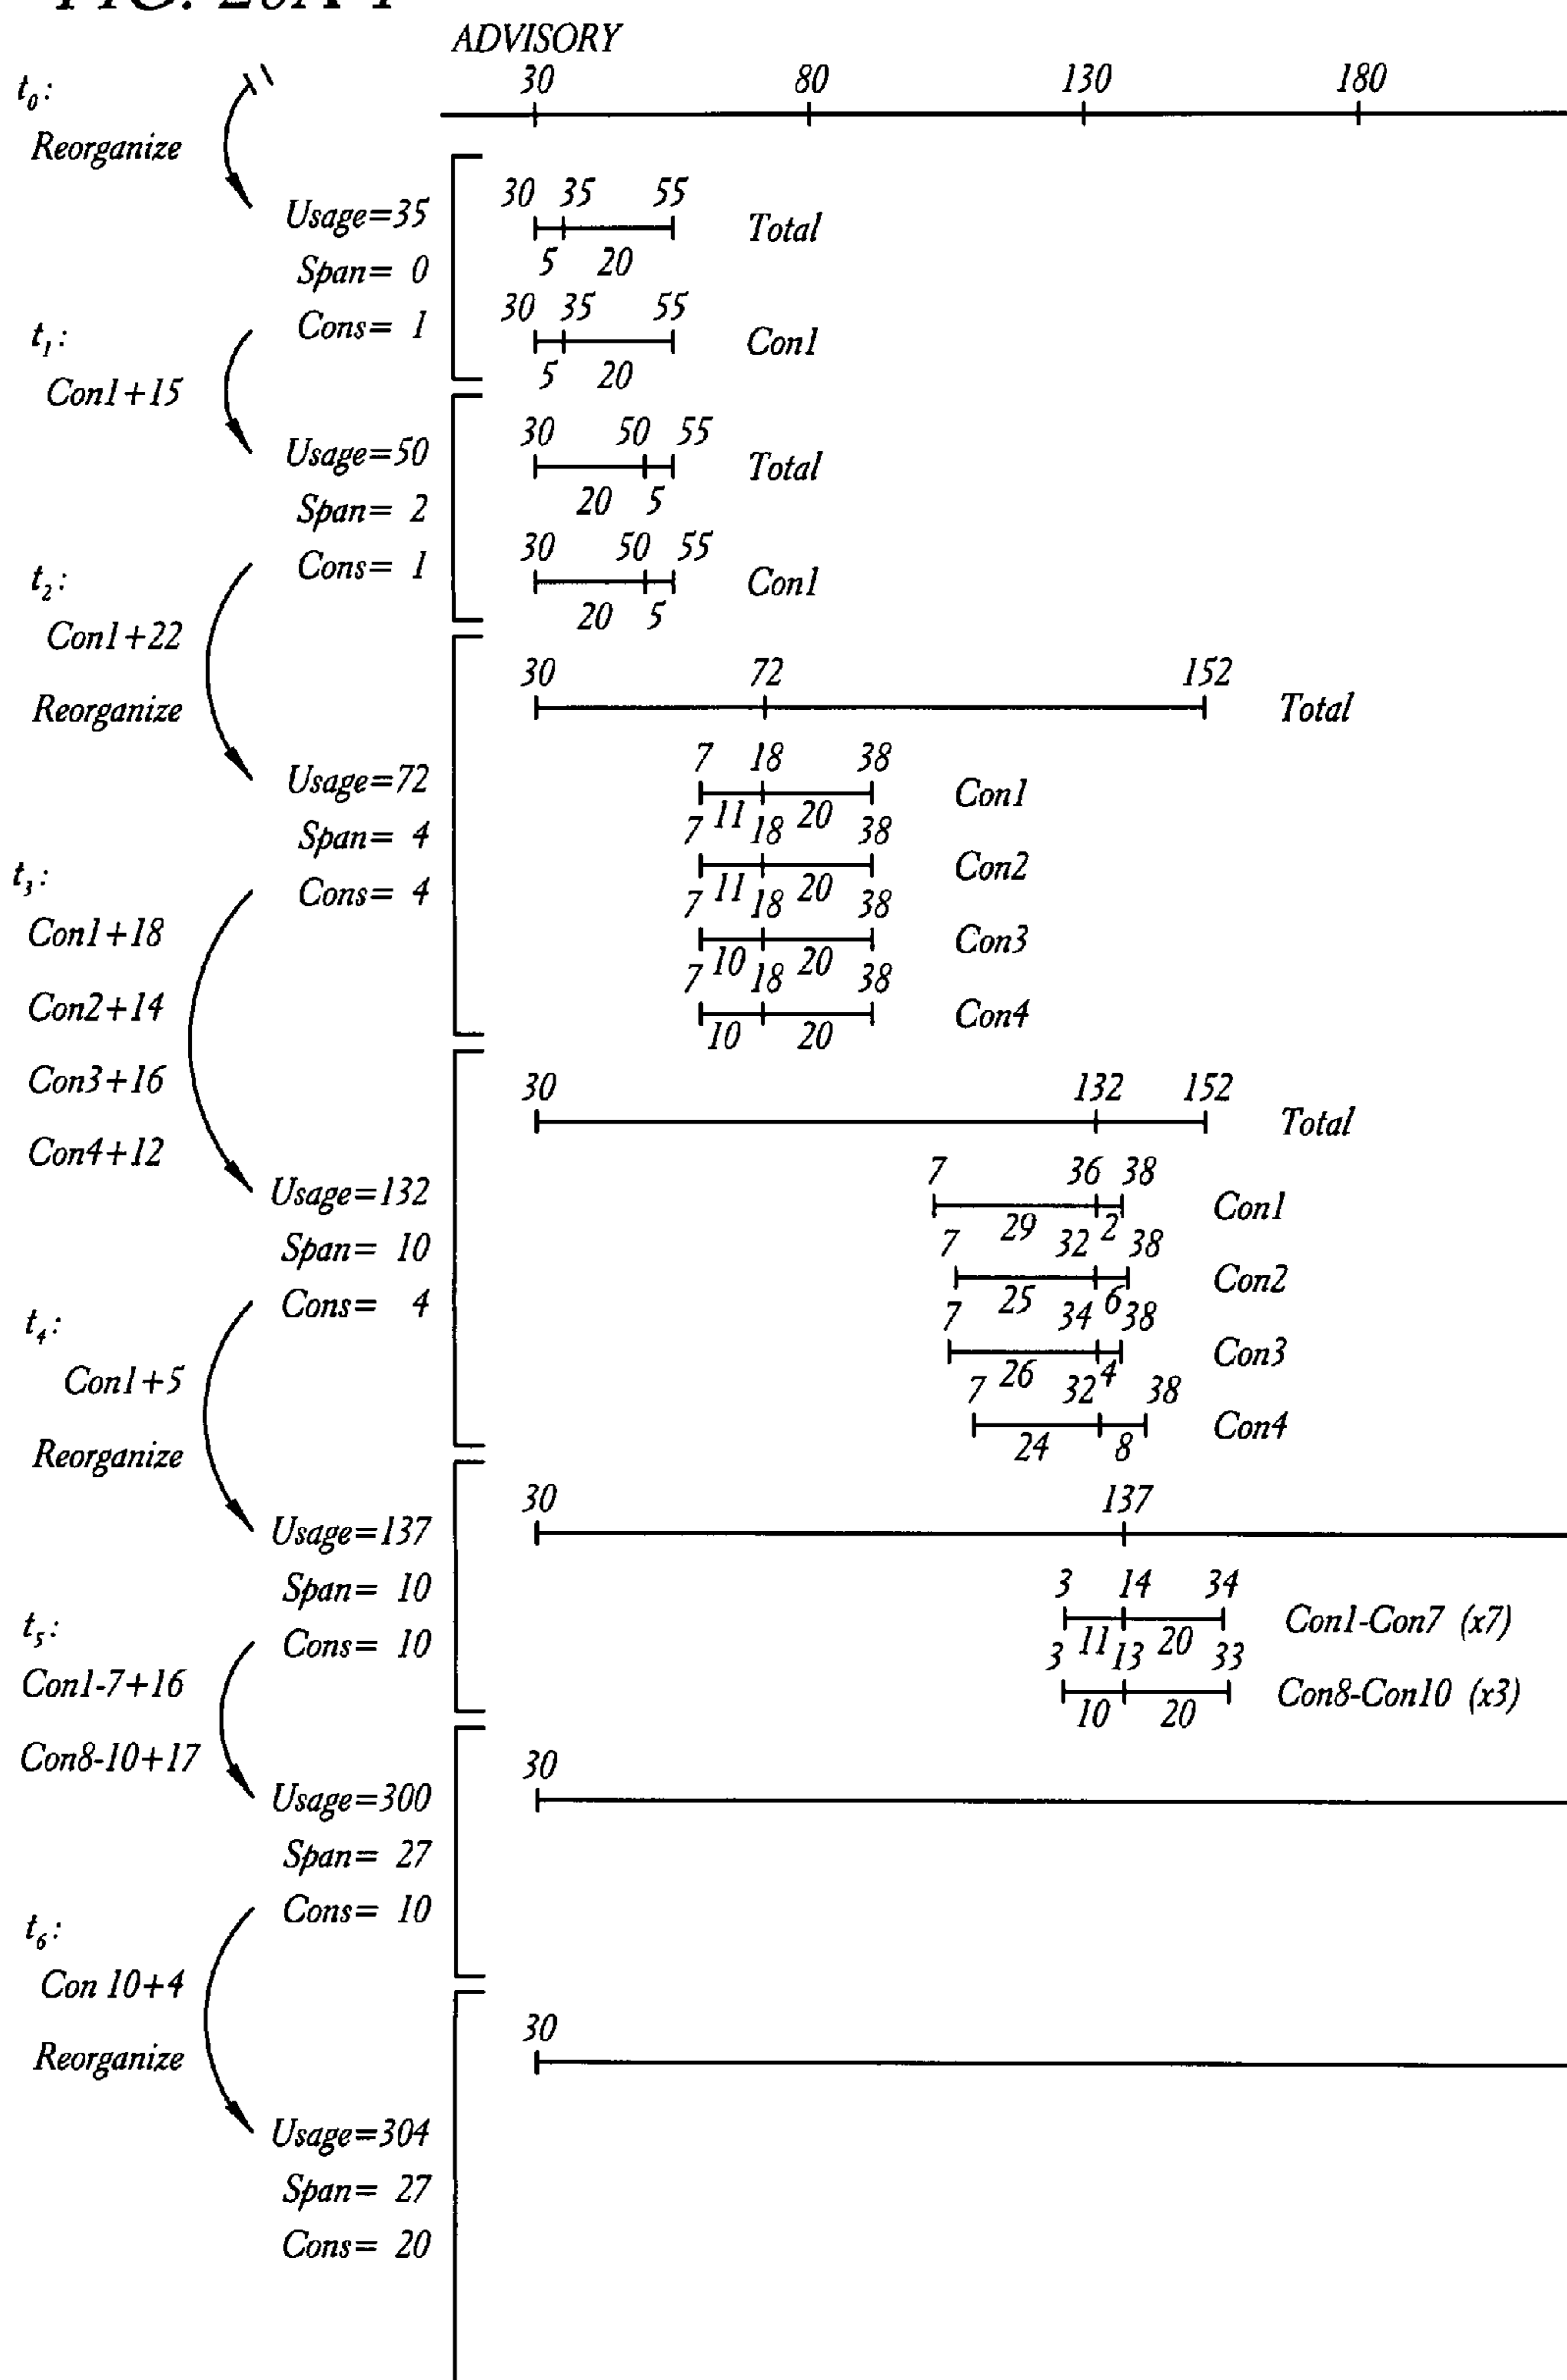 ADVISORY
30 80 130 180
t0:
Reorganize
Usage=35
Span= 0
Cons= 1
30 35 55
Total
5 20
30 35 55
Con1
5 20
t1:
Con1+15
Usage=50
Span= 2
Cons= 1
30 50 55
Total
20 5
30 50 55
Con1
20 5
t2:
Con1+22
Reorganize
Usage=72
Span= 4
Cons= 4
30 72 152
Total
7 18 38
Con1
11 20
7 18 38
Con2
11 20
7 18 38
Con3
10 20
7 18 38
Con4
10 20
t3:
Con1+18
Con2+14
Con3+16
Con4+12
Usage=132
Span= 10
Cons= 4
30 132 152
Total
7 36 38
Con1
29 2
7 32 38
Con2
25 6
7 34 38
Con3
26 4
7 32 38
Con4
24 8
t4:
Con1+5
Reorganize
Usage=137
Span= 10
Cons= 10
30 137
3 14 34
Con1-Con7 (x7)
11 20
3 13 33
Con8-Con10 (x3)
10 20
t5:
Con1-7+16
Con8-10+17
Usage=300
Span= 27
Cons= 10
30
t6:
Con 10+4
Reorganize
Usage=304
Span= 27
Cons= 20
30